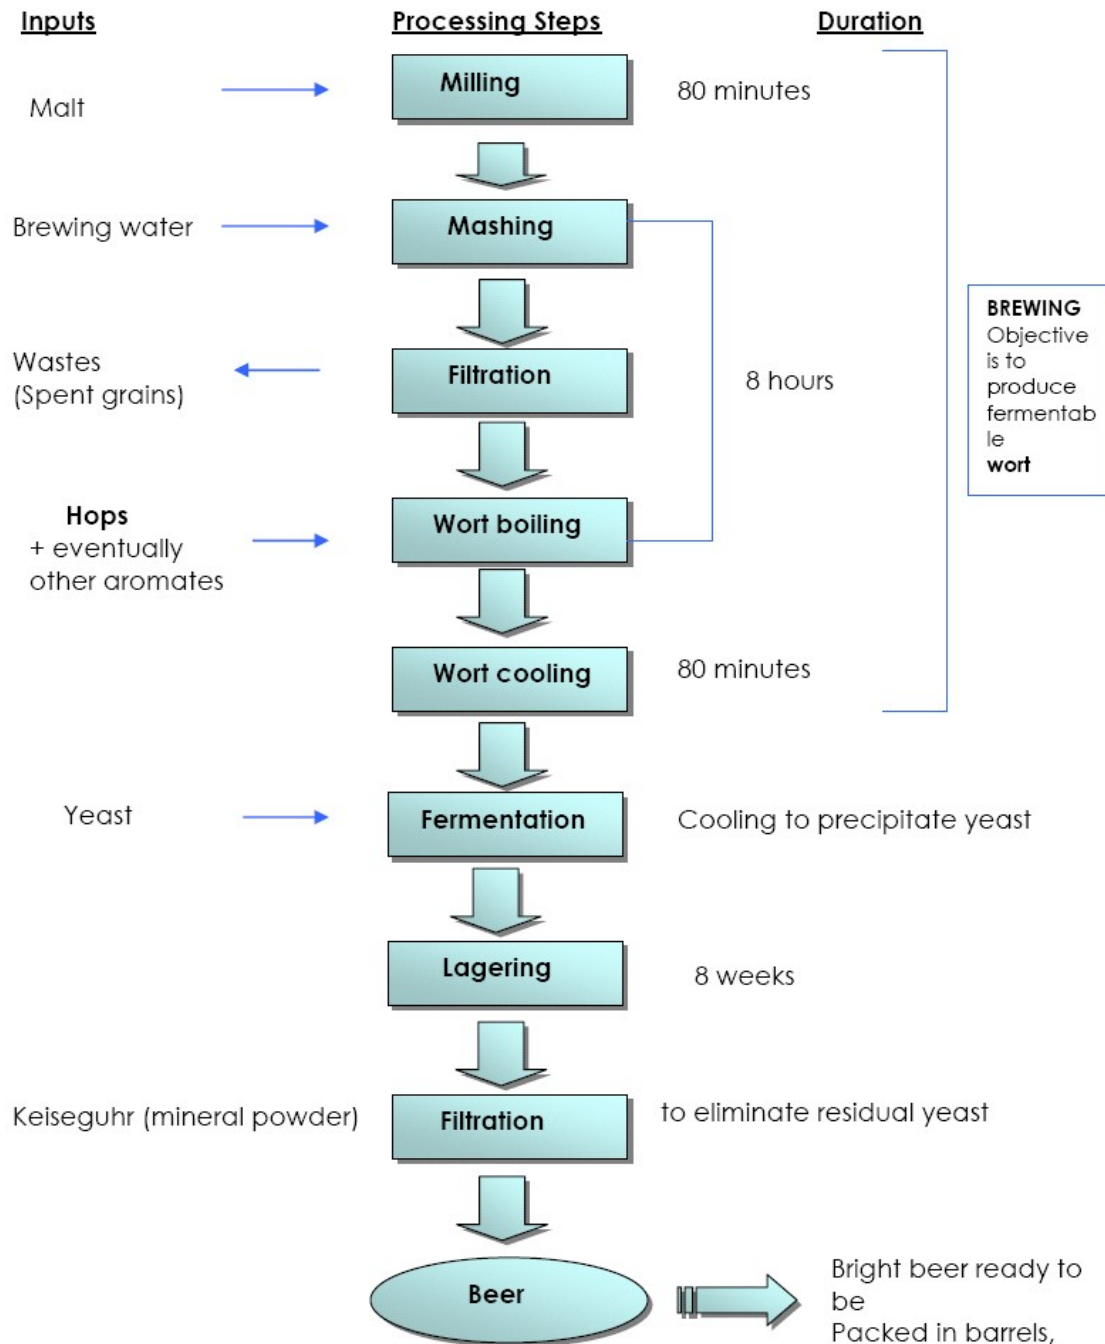 Inputs
Processing Steps
Duration
Malt
Milling
80 minutes
Brewing water
Mashing
Wastes
(Spent grains)
Filtration
8 hours
BREWING
Objective
is to
produce
fermentab
le
wort
Hops
+ eventually
other aromates
Wort boiling
Wort cooling
80 minutes
Yeast
Fermentation
Cooling to precipitate yeast
Lagering
8 weeks
Keiseguhr (mineral powder)
Filtration
to eliminate residual yeast
Beer
Bright beer ready to
be
Packed in barrels,